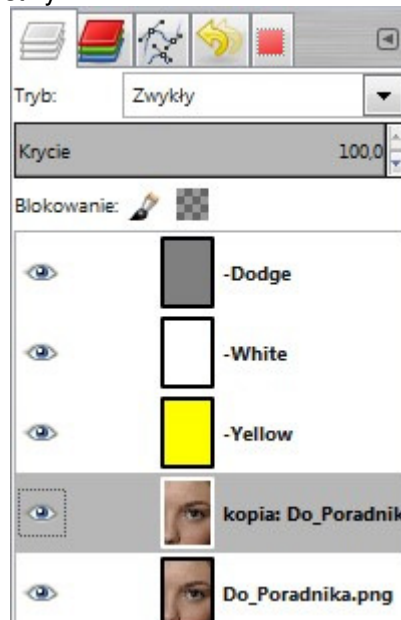 Tryb: Zwykły
Krycie 100,0
Blokowanie:
-Dodge
-White
-Yellow
kopia: Do_Poradnik
Do_Poradnika.png